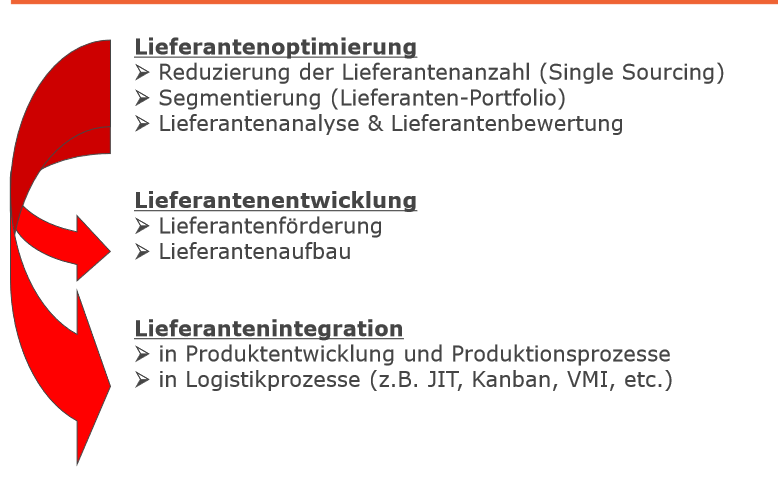 Lieferantenoptimierung
➢ Reduzierung der Lieferantenanzahl (Single Sourcing)
➢ Segmentierung (Lieferanten-Portfolio)
➢ Lieferantenanalyse & Lieferantenbewertung
Lieferantenentwicklung
➢ Lieferantenförderung
➢ Lieferantenaufbau
Lieferantenintegration
➢ in Produktentwicklung und Produktionsprozesse
➢ in Logistikprozesse (z.B. JIT, Kanban, VMI, etc.)